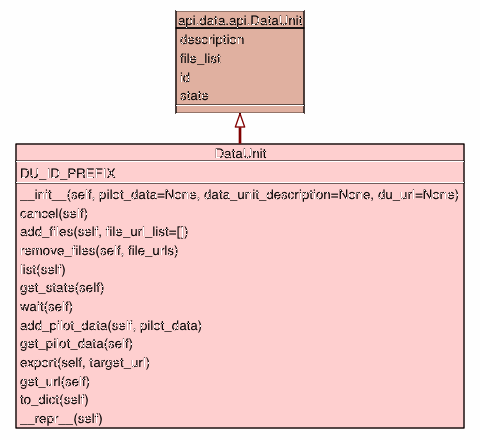 api.data.api.DataUnit
description
file_list
id
state
DataUnit
DU_ID_PREFIX
__init__(self, pilot_data=None, data_unit_description=None, du_url=None)
cancel(self)
add_files(self, file_url_list=[])
remove_files(self, file_urls)
list(self)
get_state(self)
wait(self)
add_pilot_data(self, pilot_data)
get_pilot_data(self)
export(self, target_url)
get_url(self)
to_dict(self)
__repr__(self)